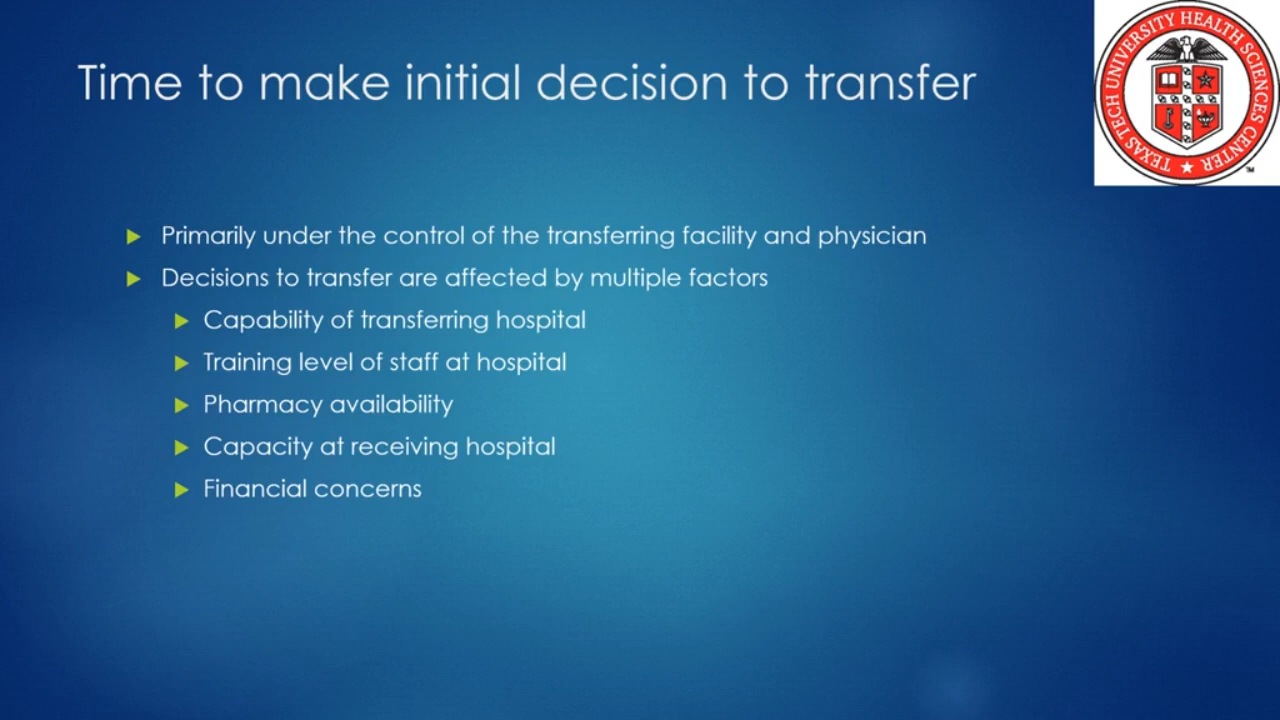 Time to make initial decision to transfer
TEXAS TECH UNIVERSITY HEALTH SCIENCES CENTER
TM
Primarily under the control of the transferring facility and physician
Decisions to transfer are affected by multiple factors
Capability of transferring hospital
Training level of staff at hospital
Pharmacy availability
Capacity at receiving hospital
Financial concerns